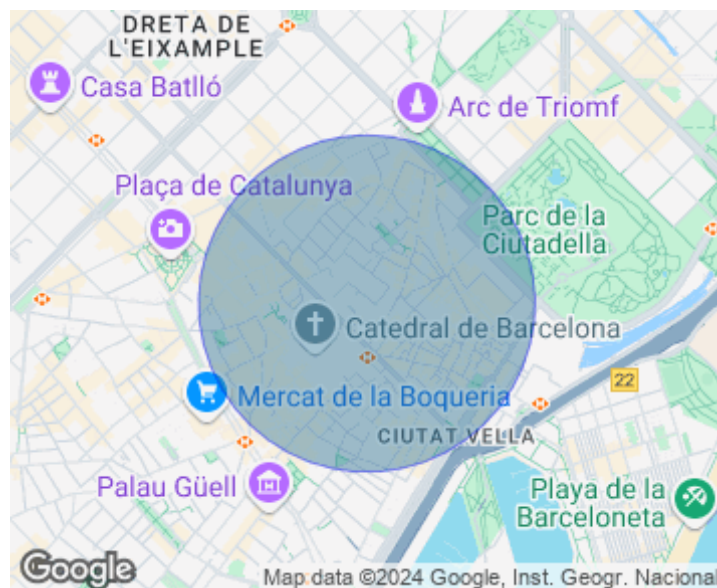 DRETA DE
L'EIXAMPLE
Casa Batlló
Arc de Triomf
Plaça de Catalunya
Parc de la
Ciutadella
Catedral de Barcelona
22
Mercat de la Boqueria
CIUTAT VELLA
Palau Güell
Playa de la
Barceloneta
Google
Map data ©2024 Google, Inst. Geogr. Nacional